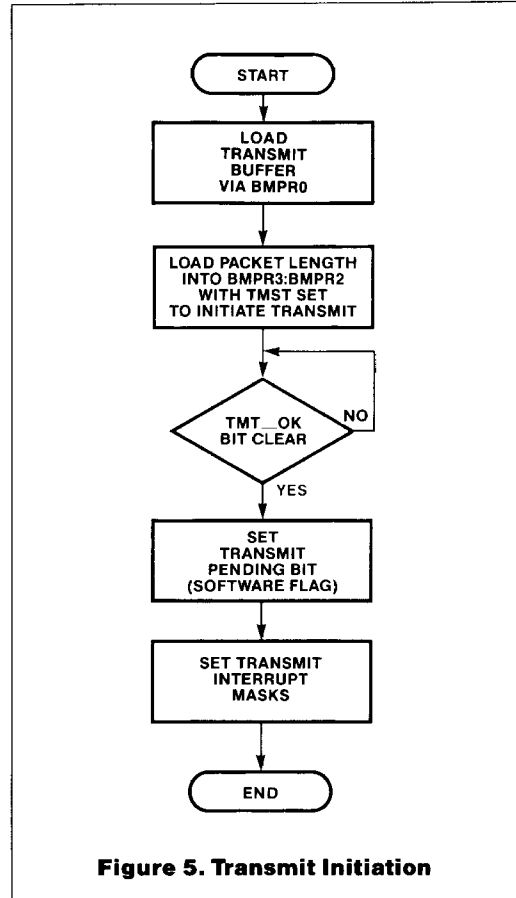 START
LOAD
TRANSMIT
BUFFER
VIA BMPR0
LOAD PACKET LENGTH
INTO BMPR3:BMPR2
WITH TMST SET
TO INITIATE TRANSMIT
TMT__OK
BIT CLEAR
NO
YES
SET
TRANSMIT
PENDING BIT
(SOFTWARE FLAG)
SET TRANSMIT
INTERRUPT
MASKS
END
Figure 5. Transmit Initiation